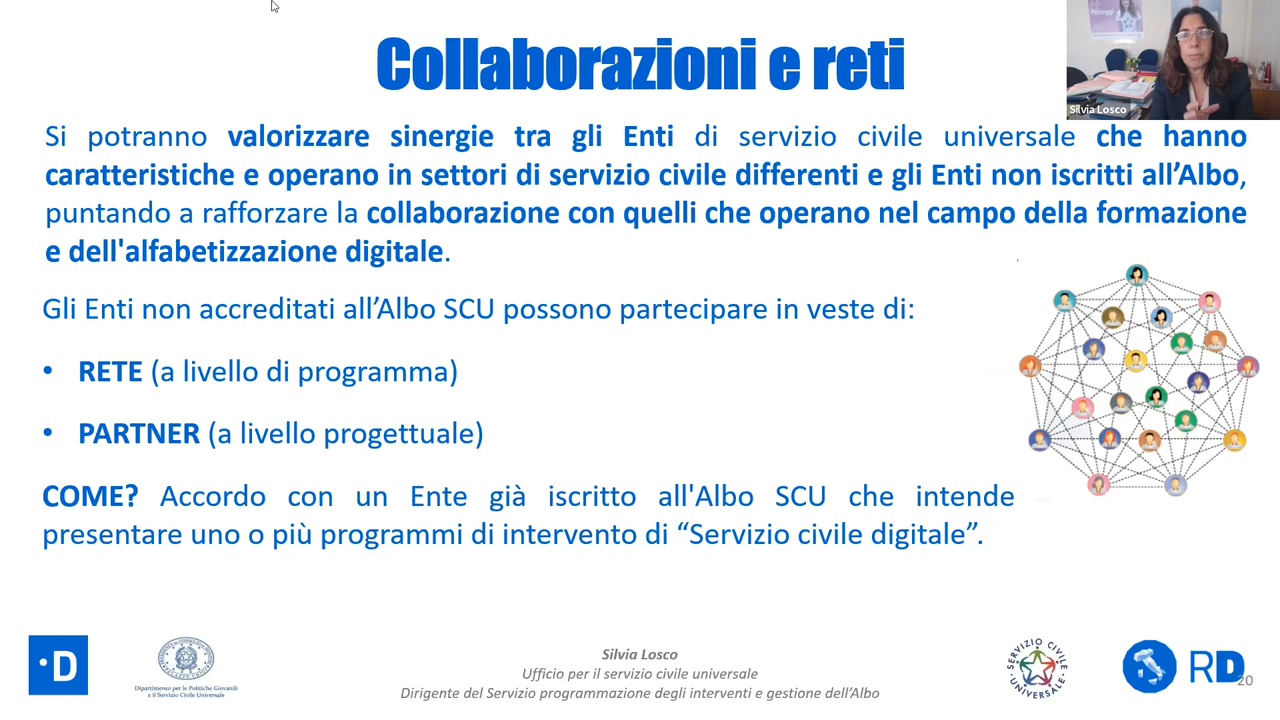 Collaborazioni e reti
Silvia Losco
Si potranno valorizzare sinergie tra gli Enti di servizio civile universale che hanno
caratteristiche e operano in settori di servizio civile differenti e gli Enti non iscritti all’Albo,
puntando a rafforzare la collaborazione con quelli che operano nel campo della formazione
e dell'alfabetizzazione digitale.
Gli Enti non accreditati all’Albo SCU possono partecipare in veste di:
• RETE (a livello di programma)
• PARTNER (a livello progettuale)
COME? Accordo con un Ente già iscritto all'Albo SCU che intende
presentare uno o più programmi di intervento di “Servizio civile digitale”.
D
Dipartimento per le Politiche Giovanili
e il Servizio Civile Universale
Silvia Losco
Ufficio per il servizio civile universale
Dirigente del Servizio programmazione degli interventi e gestione dell’Albo
SERVIZIO CIVILE
UNIVERSALE
RD
20